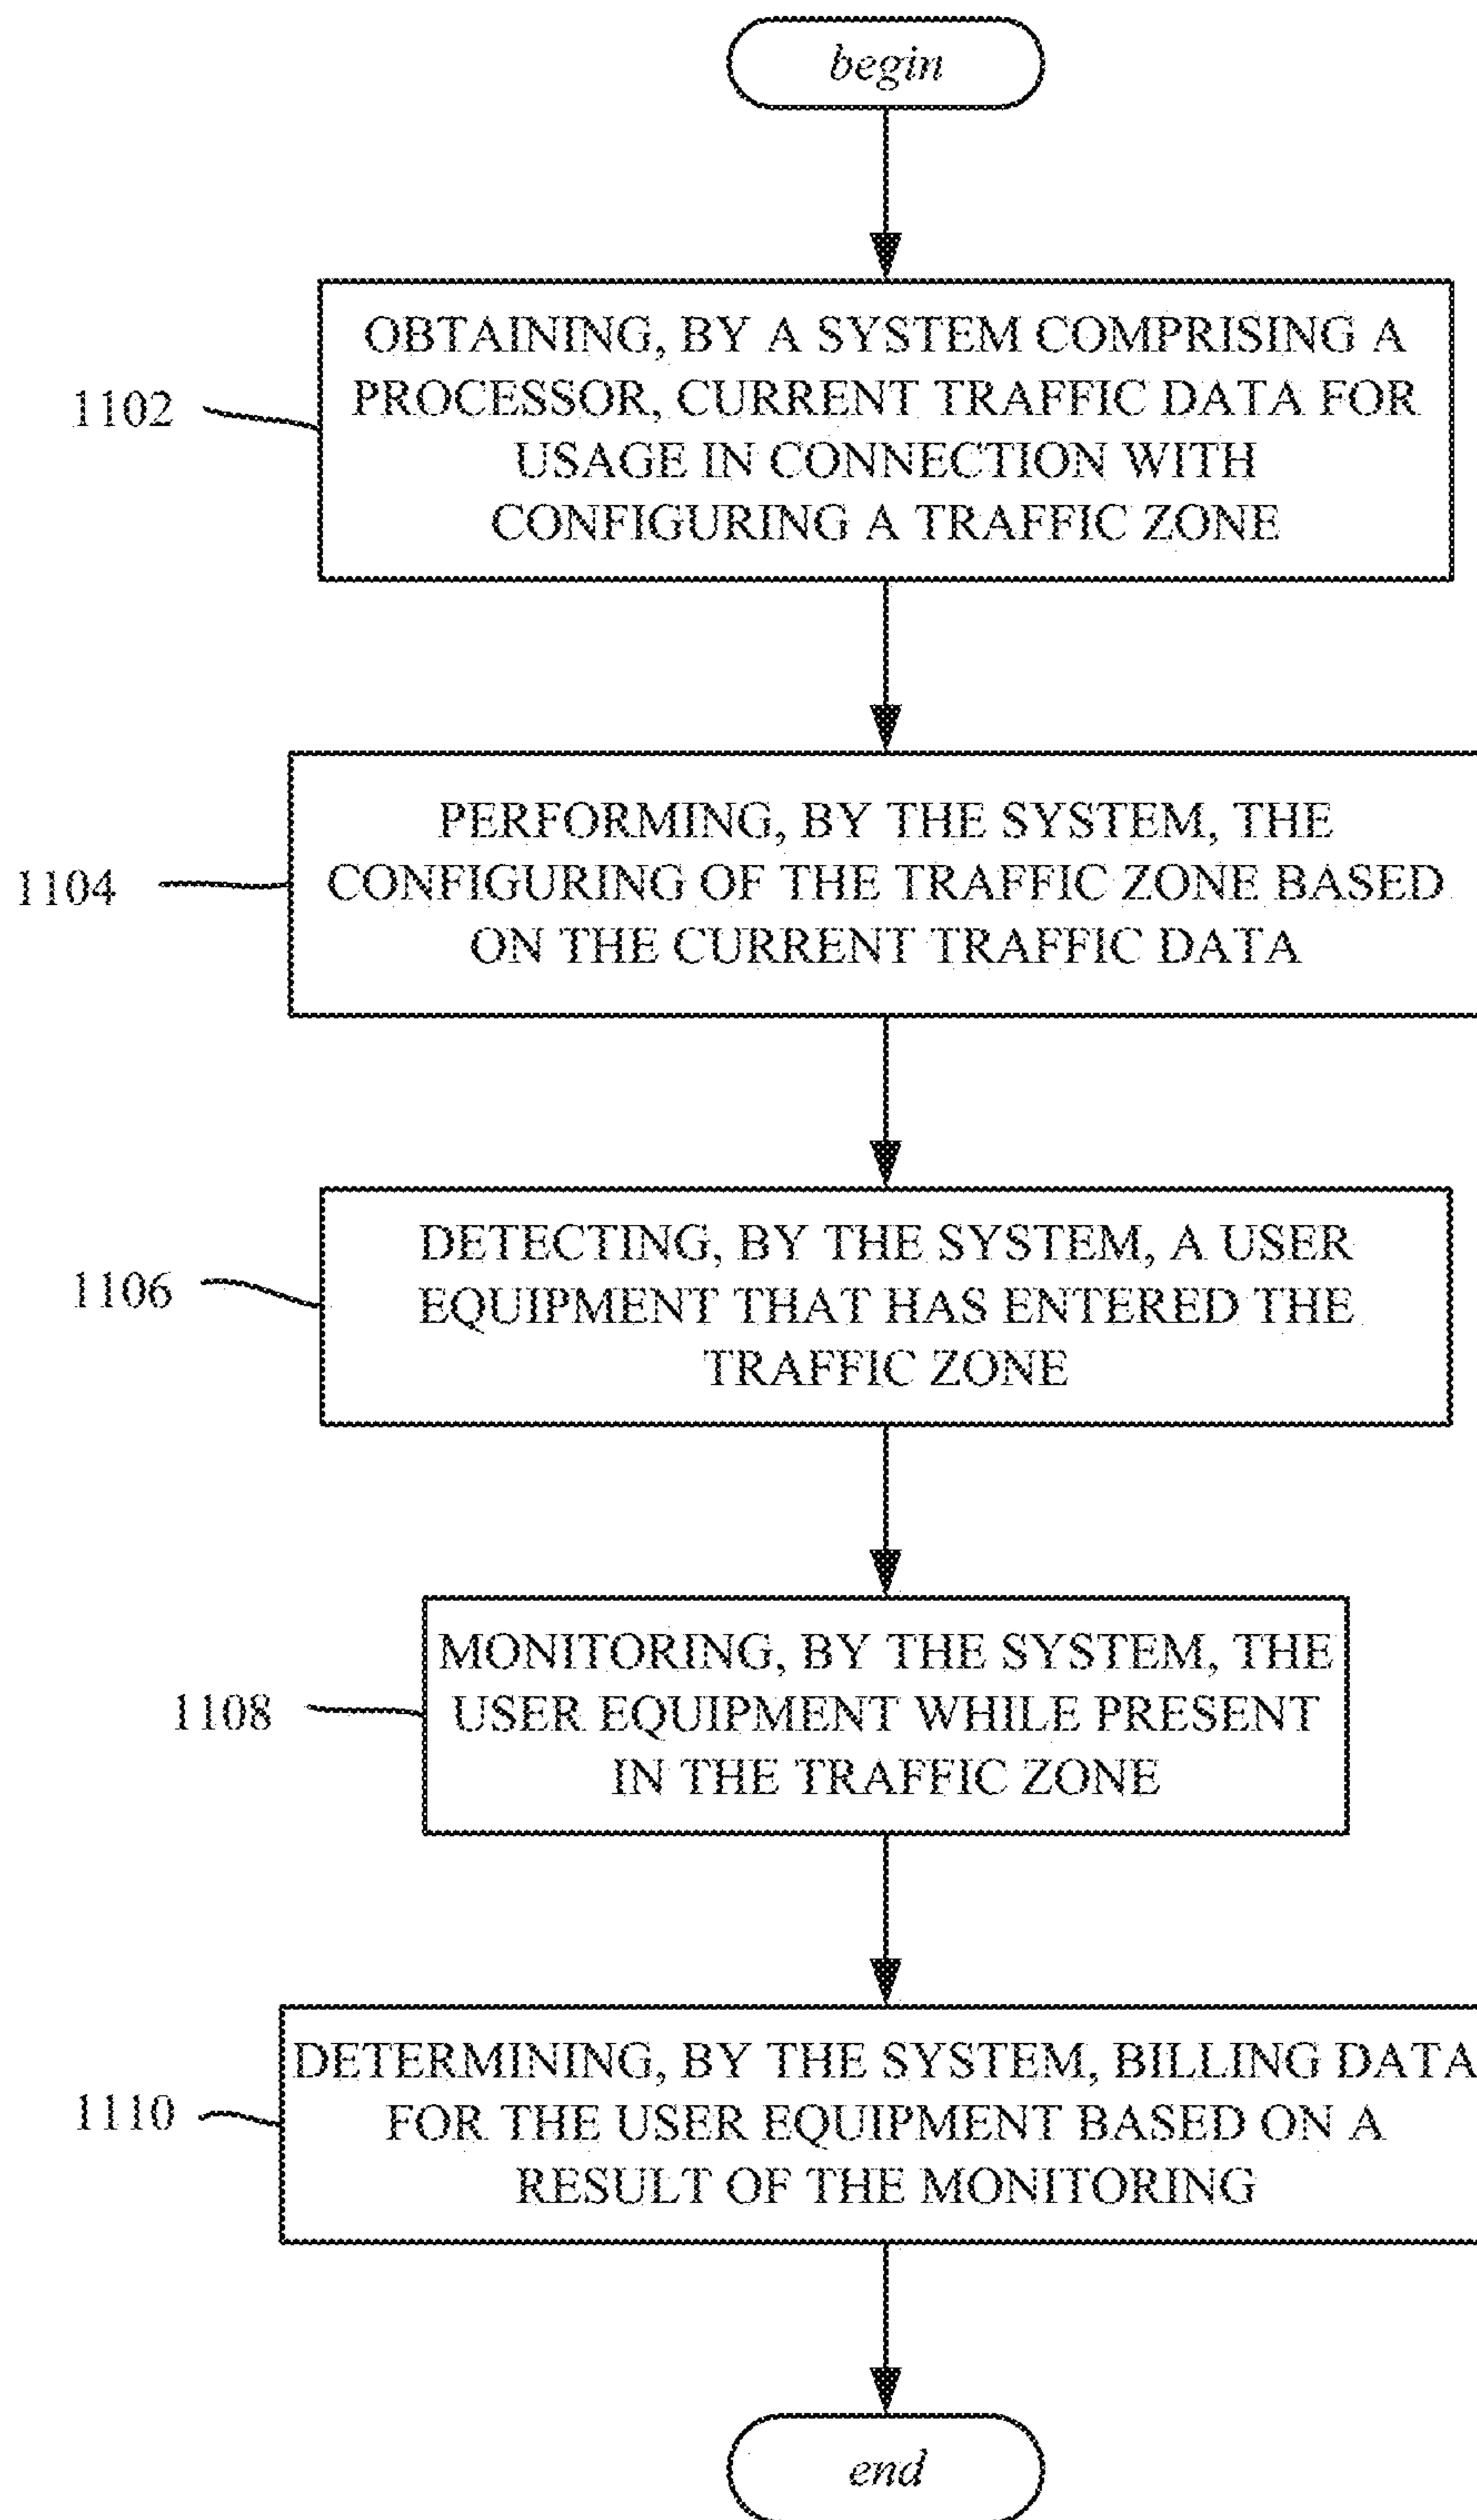 begin
OBTAINING, BY A SYSTEM COMPRISING A
PROCESSOR, CURRENT TRAFFIC DATA FOR
USAGE IN CONNECTION WITH
CONFIGURING A TRAFFIC ZONE
1102
PERFORMING, BY THE SYSTEM, THE
CONFIGURING OF THE TRAFFIC ZONE BASED
ON THE CURRENT TRAFFIC DATA
1104
DETECTING, BY THE SYSTEM, A USER
EQUIPMENT THAT HAS ENTERED THE
TRAFFIC ZONE
1106
MONITORING, BY THE SYSTEM, THE
USER EQUIPMENT WHILE PRESENT
IN THE TRAFFIC ZONE
1108
DETERMINING, BY THE SYSTEM, BILLING DATA
FOR THE USER EQUIPMENT BASED ON A
RESULT OF THE MONITORING
1110
end